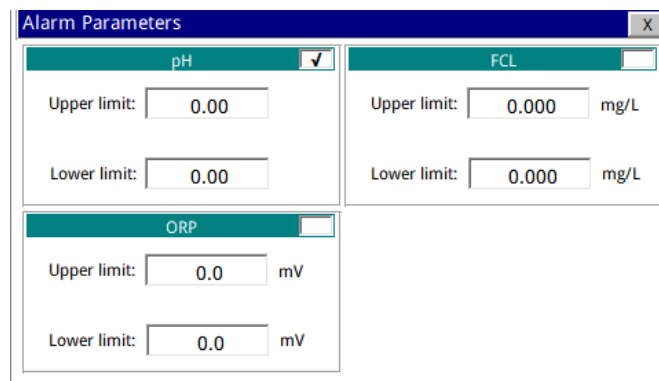 Alarm Parameters X
pH √ FCL
Upper limit: 0.00 Upper limit: 0.000 mg/L
Lower limit: 0.00 Lower limit: 0.000 mg/L
ORP
Upper limit: 0.0 mV
Lower limit: 0.0 mV